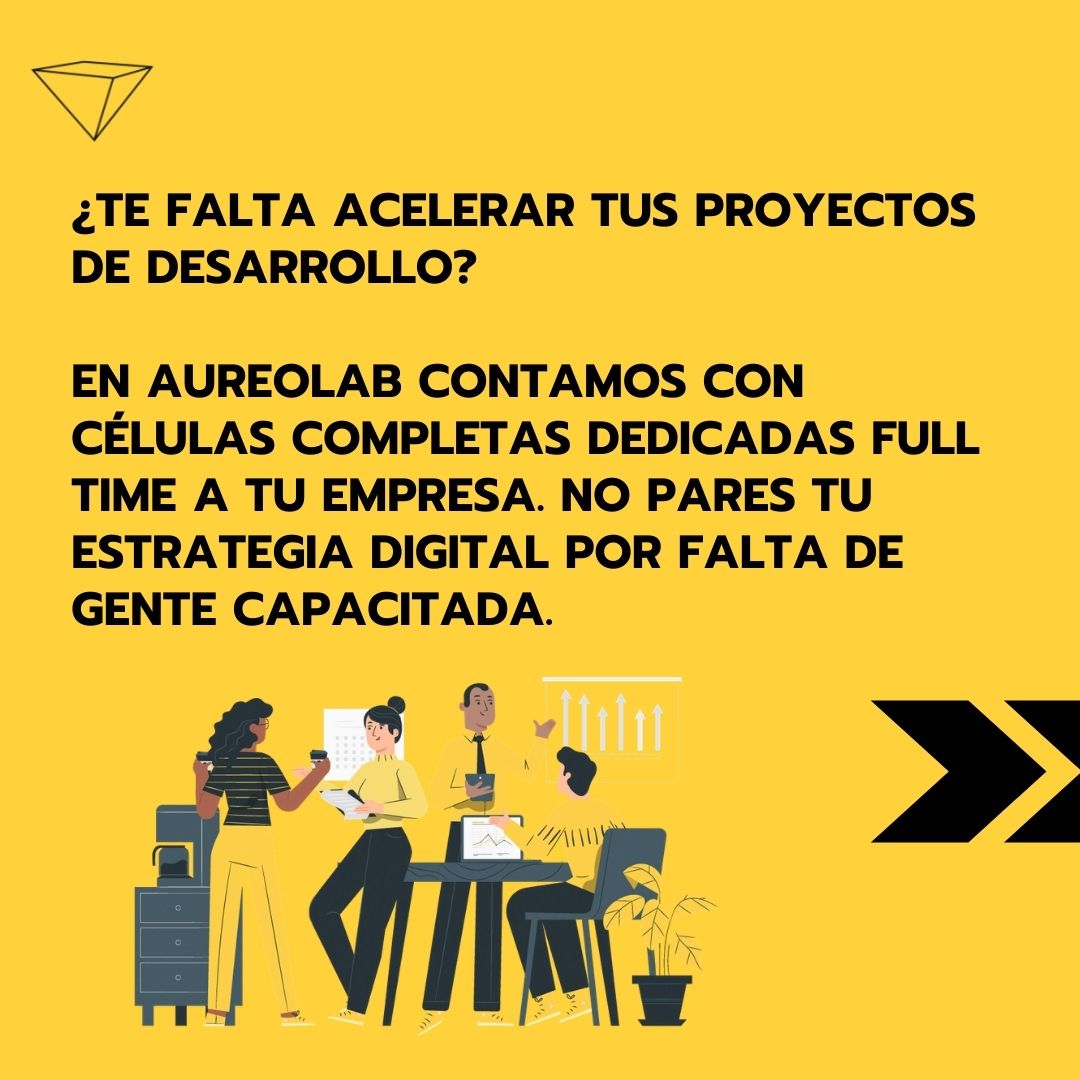 ¿TE FALTA ACELERAR TUS PROYECTOS
DE DESARROLLO?
EN AUREOLAB CONTAMOS CON
CÉLULAS COMPLETAS DEDICADAS FULL
TIME A TU EMPRESA. NO PARES TU
ESTRATEGIA DIGITAL POR FALTA DE
GENTE CAPACITADA.